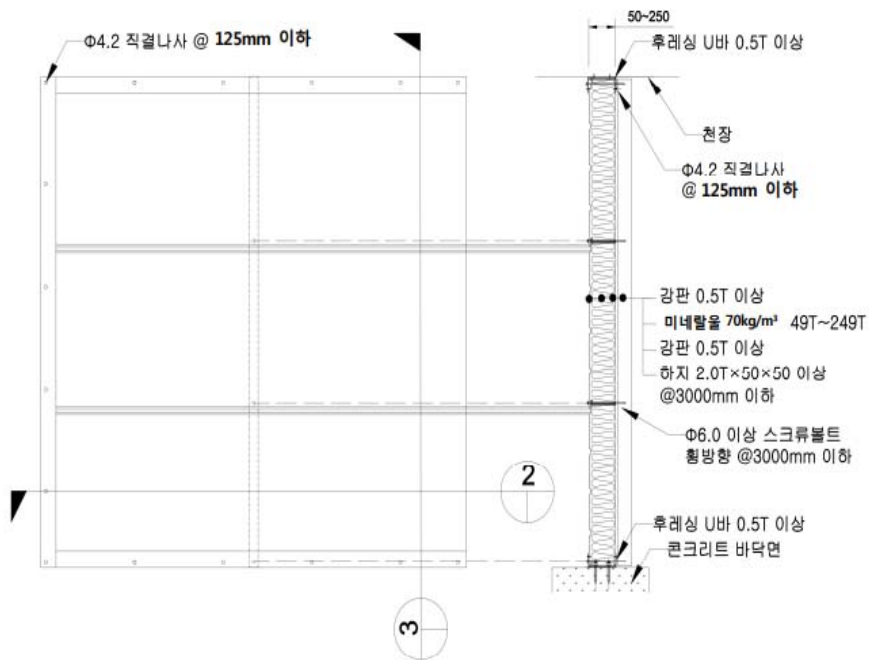 Φ4.2 직결나사 @ 125mm 이하
50~250
후레싱 U바 0.5T 이상
천장
Φ4.2 직결나사
@ 125mm 이하
강판 0.5T 이상
미네랄울 70kg/m³ 49T~249T
강판 0.5T 이상
하지 2.0T×50×50 이상
@3000mm 이하
Φ6.0 이상 스크류볼트
횡방향 @3000mm 이하
2
후레싱 U바 0.5T 이상
콘크리트 바닥면
3